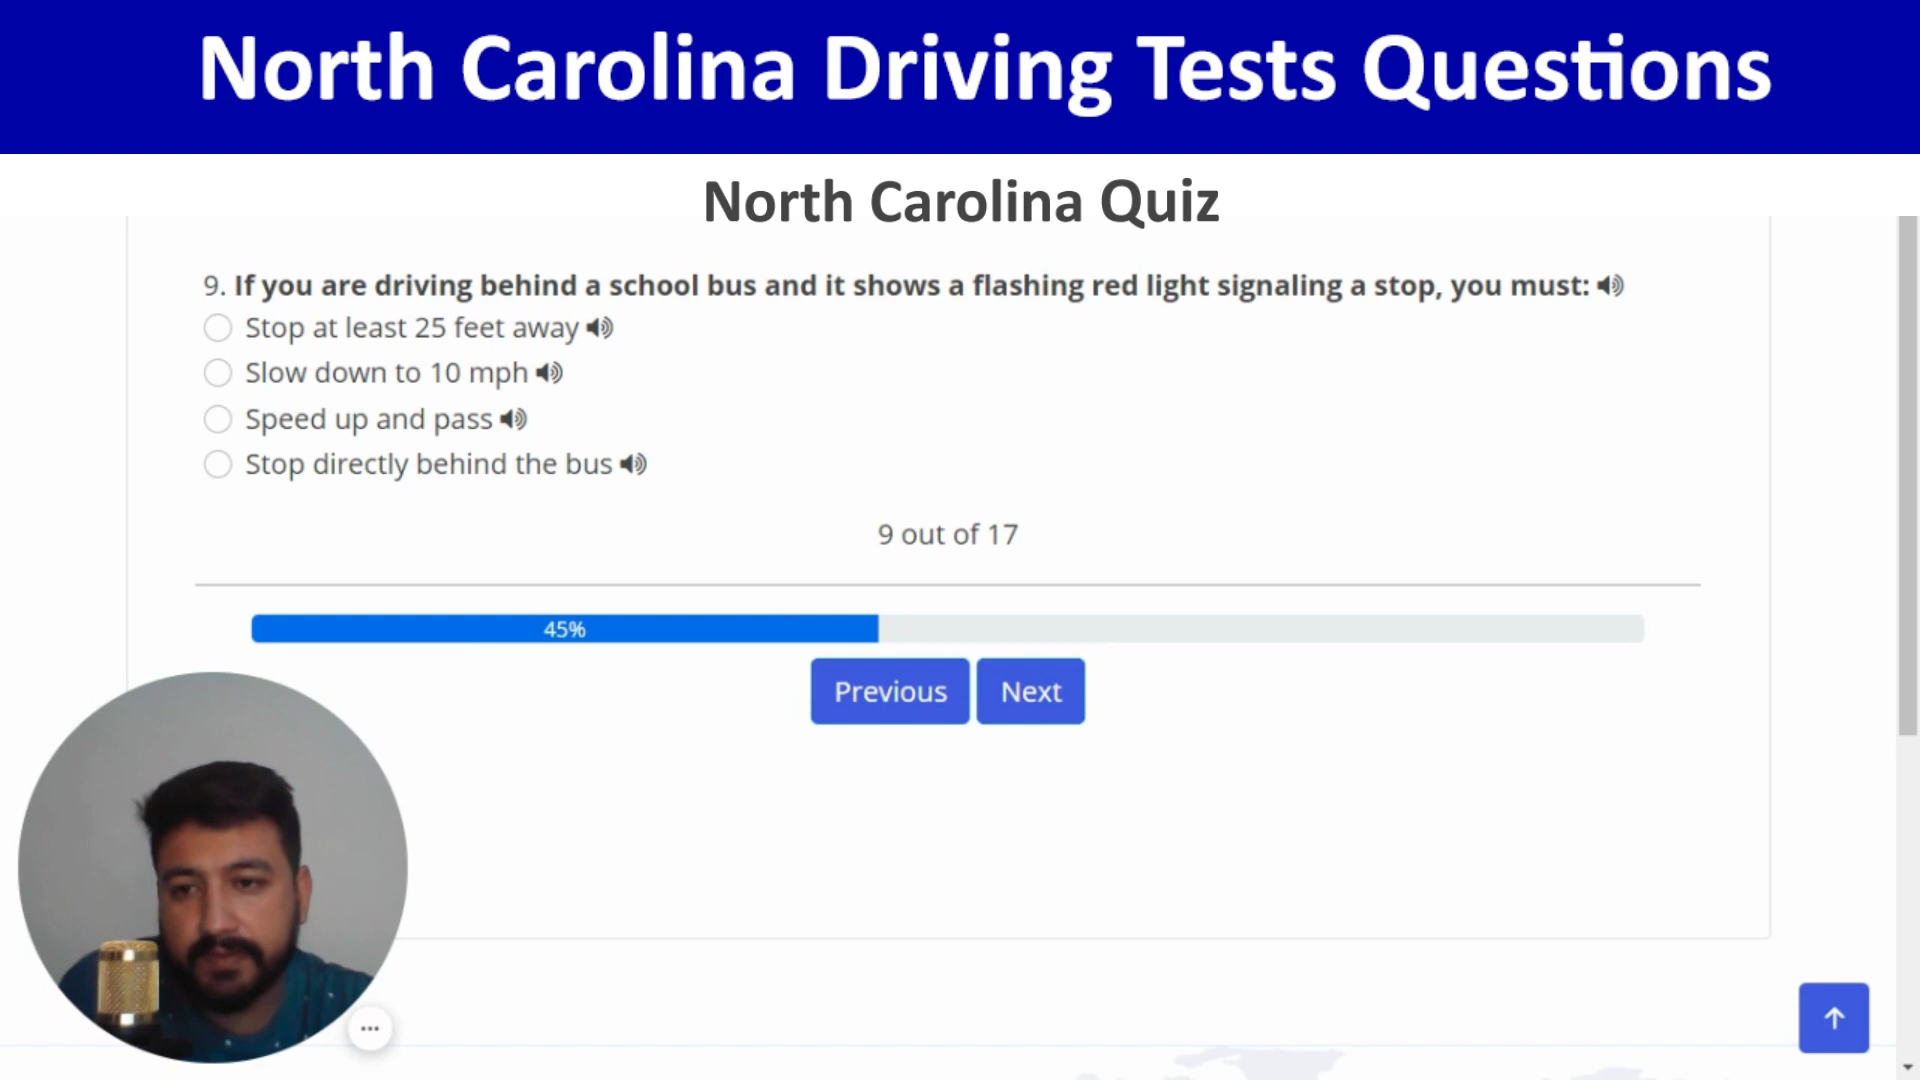 North Carolina Driving Tests Questions
North Carolina Quiz
9. If you are driving behind a school bus and it shows a flashing red light signaling a stop, you must:
Stop at least 25 feet away
Slow down to 10 mph
Speed up and pass
Stop directly behind the bus
9 out of 17
45%
Previous Next